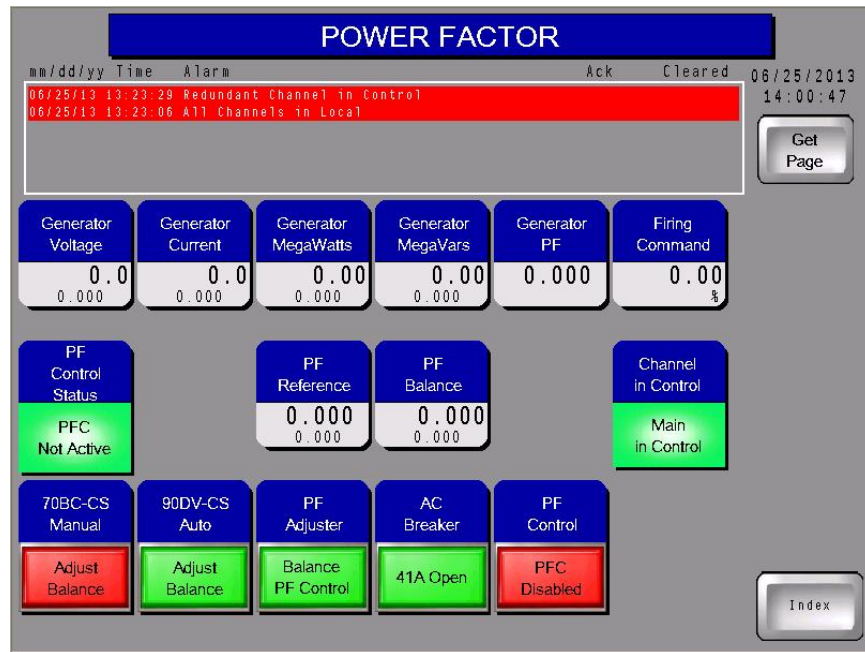 POWER FACTOR
mm/dd/yy Time Alarm Ack Cleared
06/25/2013
14:00:47
06/25/13 13:23:29 Redundant Channel in Control
06/25/13 13:23:06 All Channels in Local
Get
Page
Generator Generator Generator Generator Generator Firing
Voltage Current MegaWatts MegaVars PF Command
0.0 0.0 0.00 0.00 0.000 0.00
0.000 0.000 0.000 0.000 %
PF
Control
Status
PFC
Not Active
PF
Reference
0.000
0.000
PF
Balance
0.000
0.000
Channel
in Control
Main
in Control
70BC-CS 90DV-CS PF AC PF
Manual Auto Adjuster Breaker Control
Adjust
Balance
Adjust
Balance
Balance
PF Control
41A Open
PFC
Disabled
Index